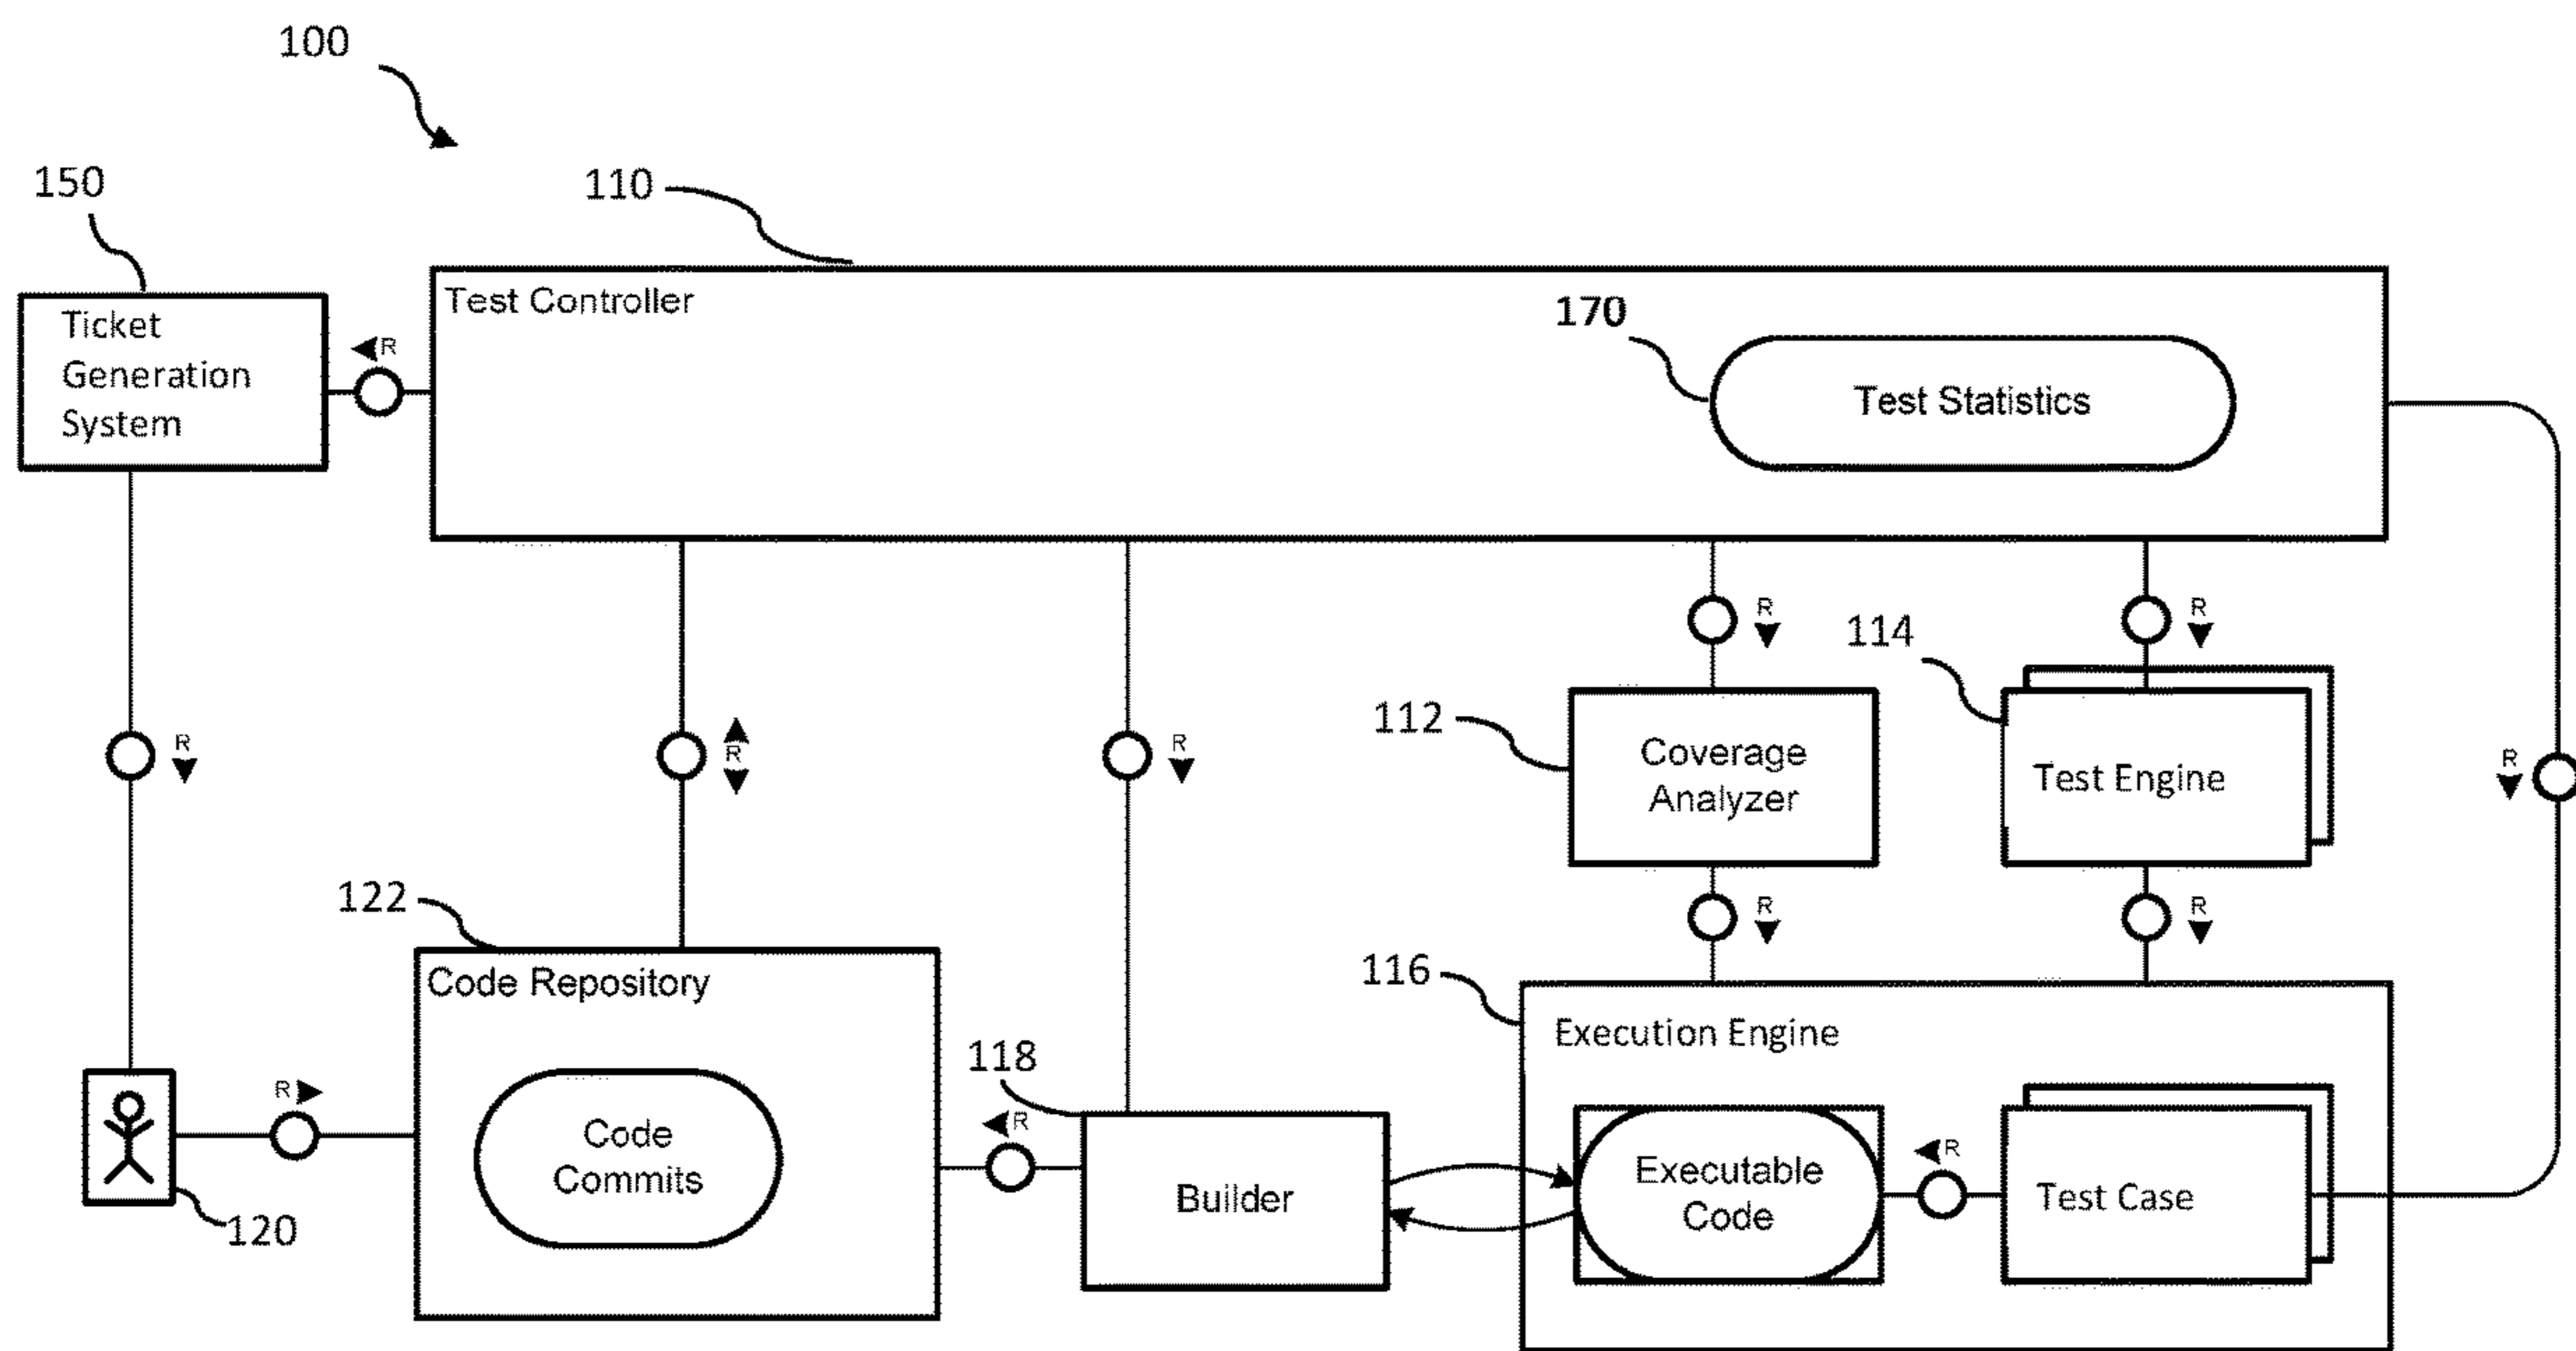 100
150
110
Test Controller
170
Ticket
Generation
System
R
Test Statistics
R
R
114
112
Coverage
Analyzer
Test Engine
R
R
R
R
122
R
R
Code Repository
116
Execution Engine
118
R
Code
Commits
R
Builder
Executable
Code
R
Test Case
120